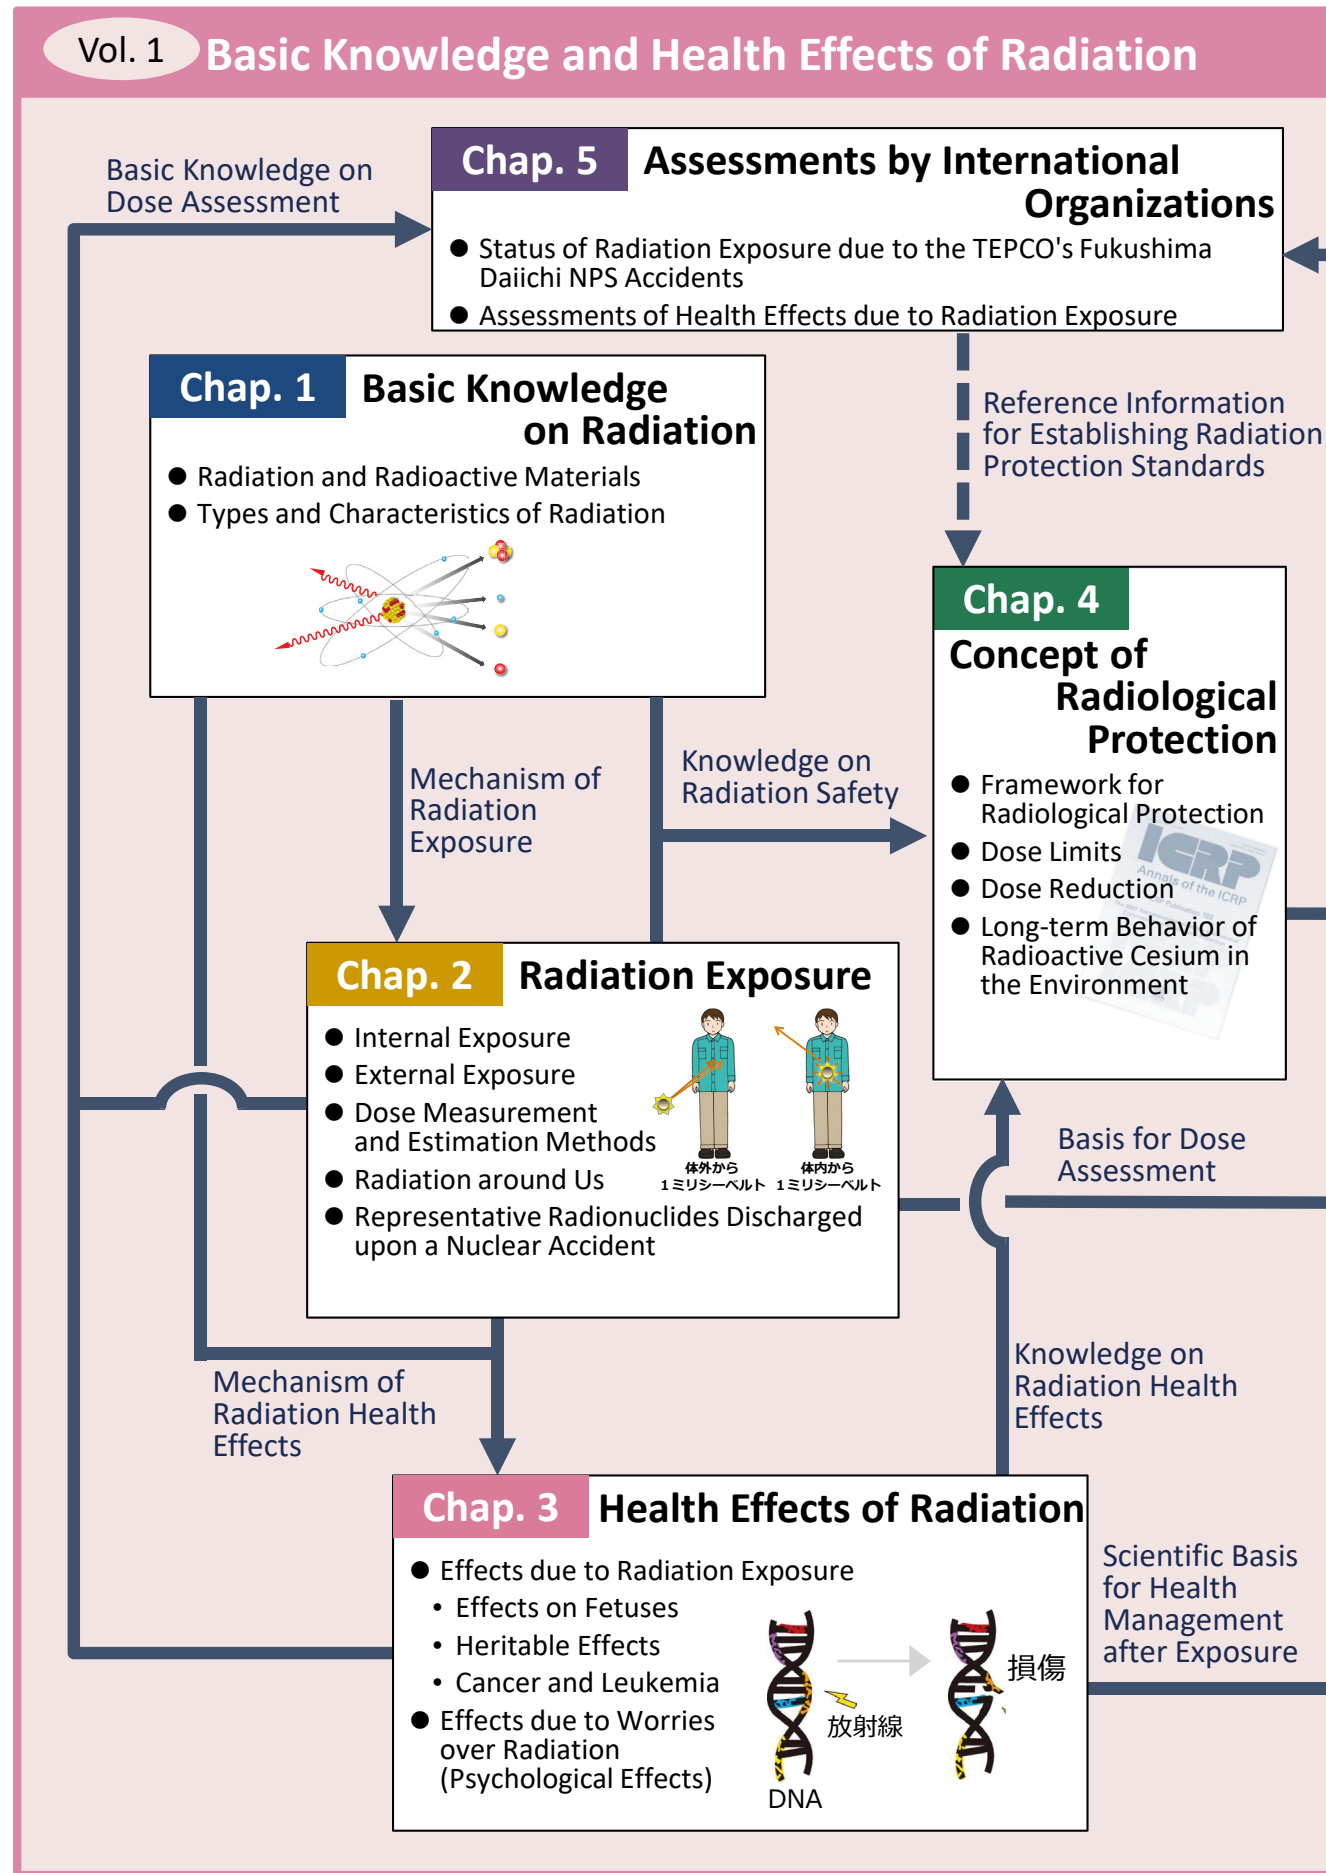 Vol. 1
Basic Knowledge and Health Effects of Radiation
Basic Knowledge on
Dose Assessment
Chap. 5
Assessments by International
Organizations
● Status of Radiation Exposure due to the TEPCO's Fukushima
Daiichi NPS Accidents
● Assessments of Health Effects due to Radiation Exposure
Chap. 1
Basic Knowledge
on Radiation
● Radiation and Radioactive Materials
● Types and Characteristics of Radiation
Reference Information
for Establishing Radiation
Protection Standards
Mechanism of
Radiation
Exposure
Knowledge on
Radiation Safety
Chap. 4
Concept of
Radiological
Protection
● Framework for
Radiological Protection
● Dose Limits
● Dose Reduction
● Long-term Behavior of
Radioactive Cesium in
the Environment
ICRP
Annals of the ICRP
Chap. 2
Radiation Exposure
● Internal Exposure
● External Exposure
● Dose Measurement
and Estimation Methods
● Radiation around Us
● Representative Radionuclides Discharged
upon a Nuclear Accident
体外から
1ミリシーベルト
体内から
1ミリシーベルト
Basis for Dose
Assessment
Mechanism of
Radiation Health
Effects
Knowledge on
Radiation Health
Effects
Chap. 3
Health Effects of Radiation
● Effects due to Radiation Exposure
• Effects on Fetuses
• Heritable Effects
• Cancer and Leukemia
● Effects due to Worries
over Radiation
(Psychological Effects)
放射線
損傷
DNA
Scientific Basis
for Health
Management
after Exposure